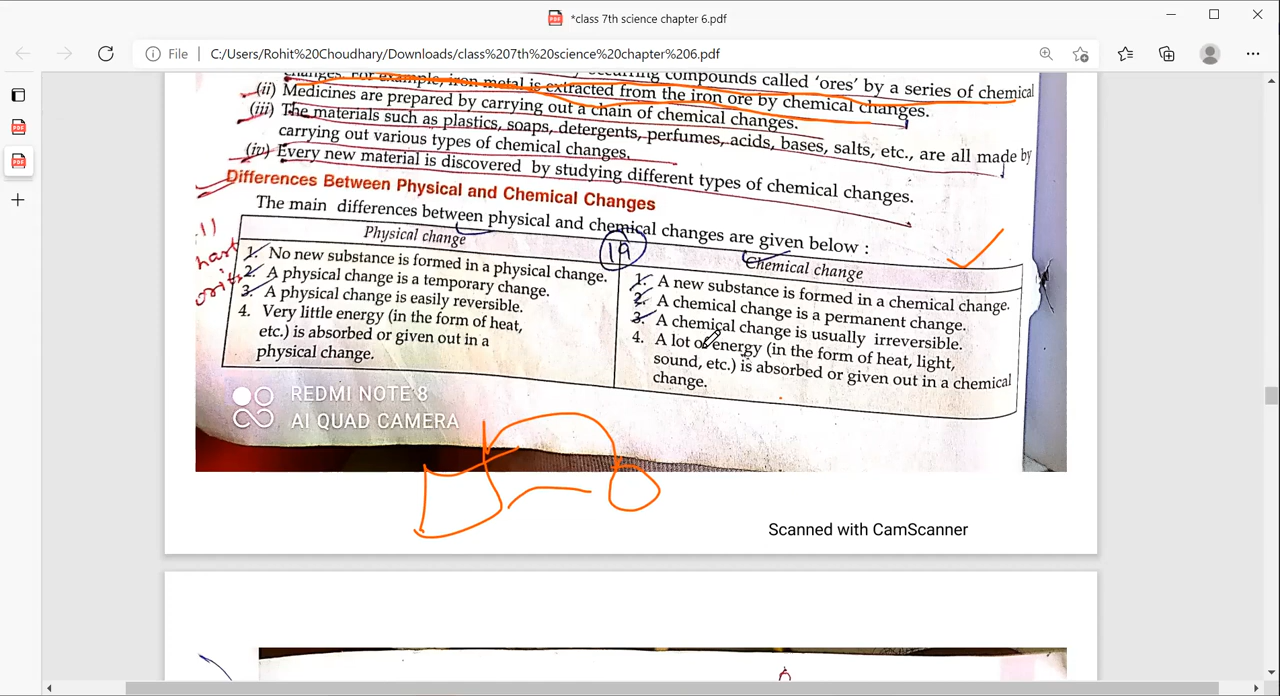 *class 7th science chapter 6.pdf
File
C:/Users/Rohit%20Choudhary/Downloads/class%207th%20science%20chapter%206.pdf
changes. For example, iron metal is extracted from the iron ore by chemical changes.
occurring compounds called 'ores' by a series of chemical
(ii) Medicines are prepared by carrying out a chain of chemical changes.
(iii) The materials such as plastics, soaps, detergents, perfumes, acids, bases, salts, etc., are all made by
carrying out various types of chemical changes.
(iv) Every new material is discovered by studying different types of chemical changes.
Differences Between Physical and Chemical Changes
The main differences between physical and chemical changes are given below :
19
Physical change
1. No new substance is formed in a physical change.
2. A physical change is a temporary change.
3. A physical change is easily reversible.
4. Very little energy (in the form of heat,
etc.) is absorbed or given out in a
physical change.
Chemical change
1. A new substance is formed in a chemical change.
2. A chemical change is a permanent change.
3. A chemical change is usually irreversible.
4. A lot of energy (in the form of heat, light,
sound, etc.) is absorbed or given out in a chemical
change.
REDMI NOTE 8
AI QUAD CAMERA
Scanned with CamScanner